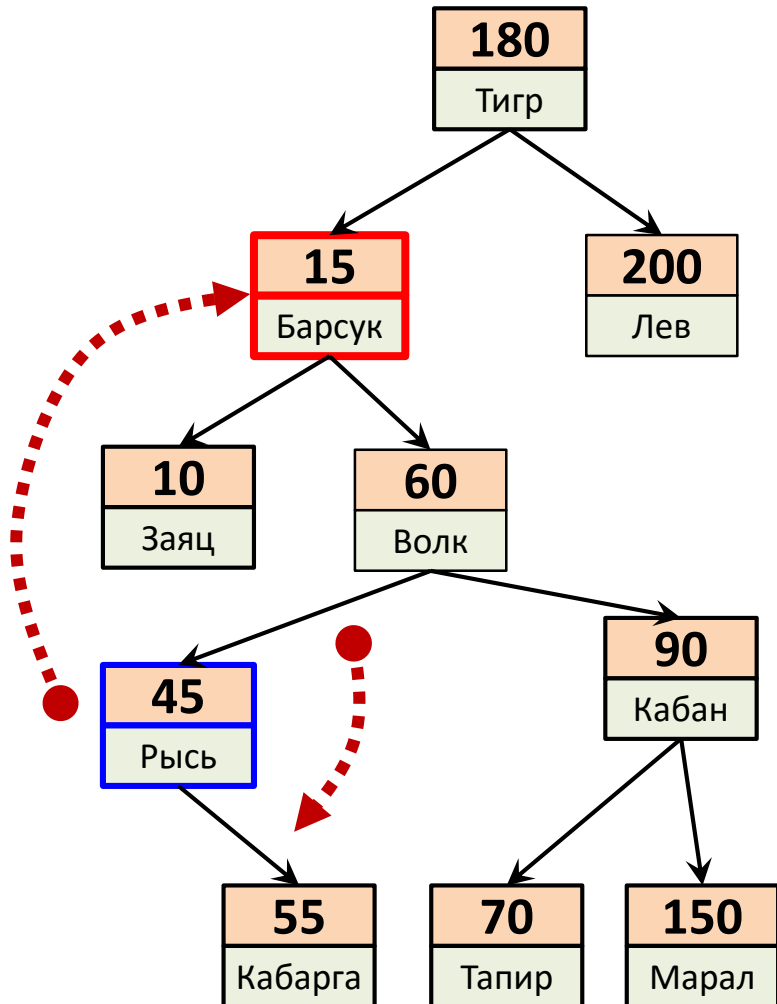 180
Тигр
15
Барсук
200
Лев
10
Заяц
60
Волк
45
Рысь
90
Кабан
55
Кабарга
70
Тапир
150
Марал